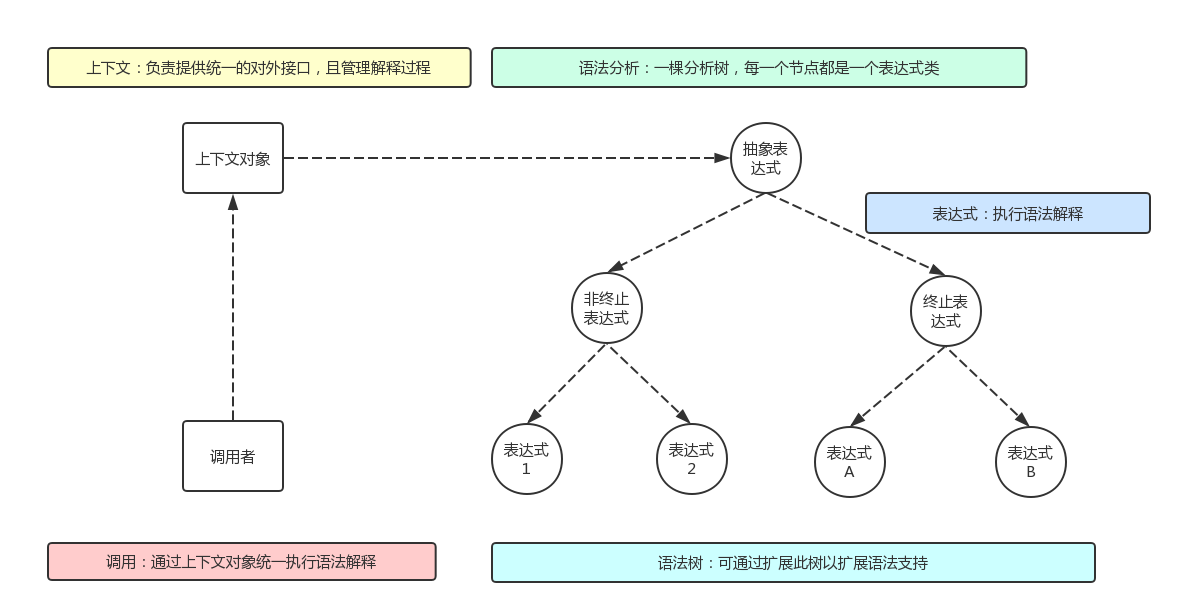 上下文：负责提供统一的对外接口，且管理解释过程
语法分析：一棵分析树，每一个节点都是一个表达式类
上下文对象
抽象表
达式
表达式：执行语法解释
非终止
表达式
终止表
达式
调用者
表达式
1
表达式
2
表达式
A
表达式
B
调用：通过上下文对象统一执行语法解释
语法树：可通过扩展此树以扩展语法支持